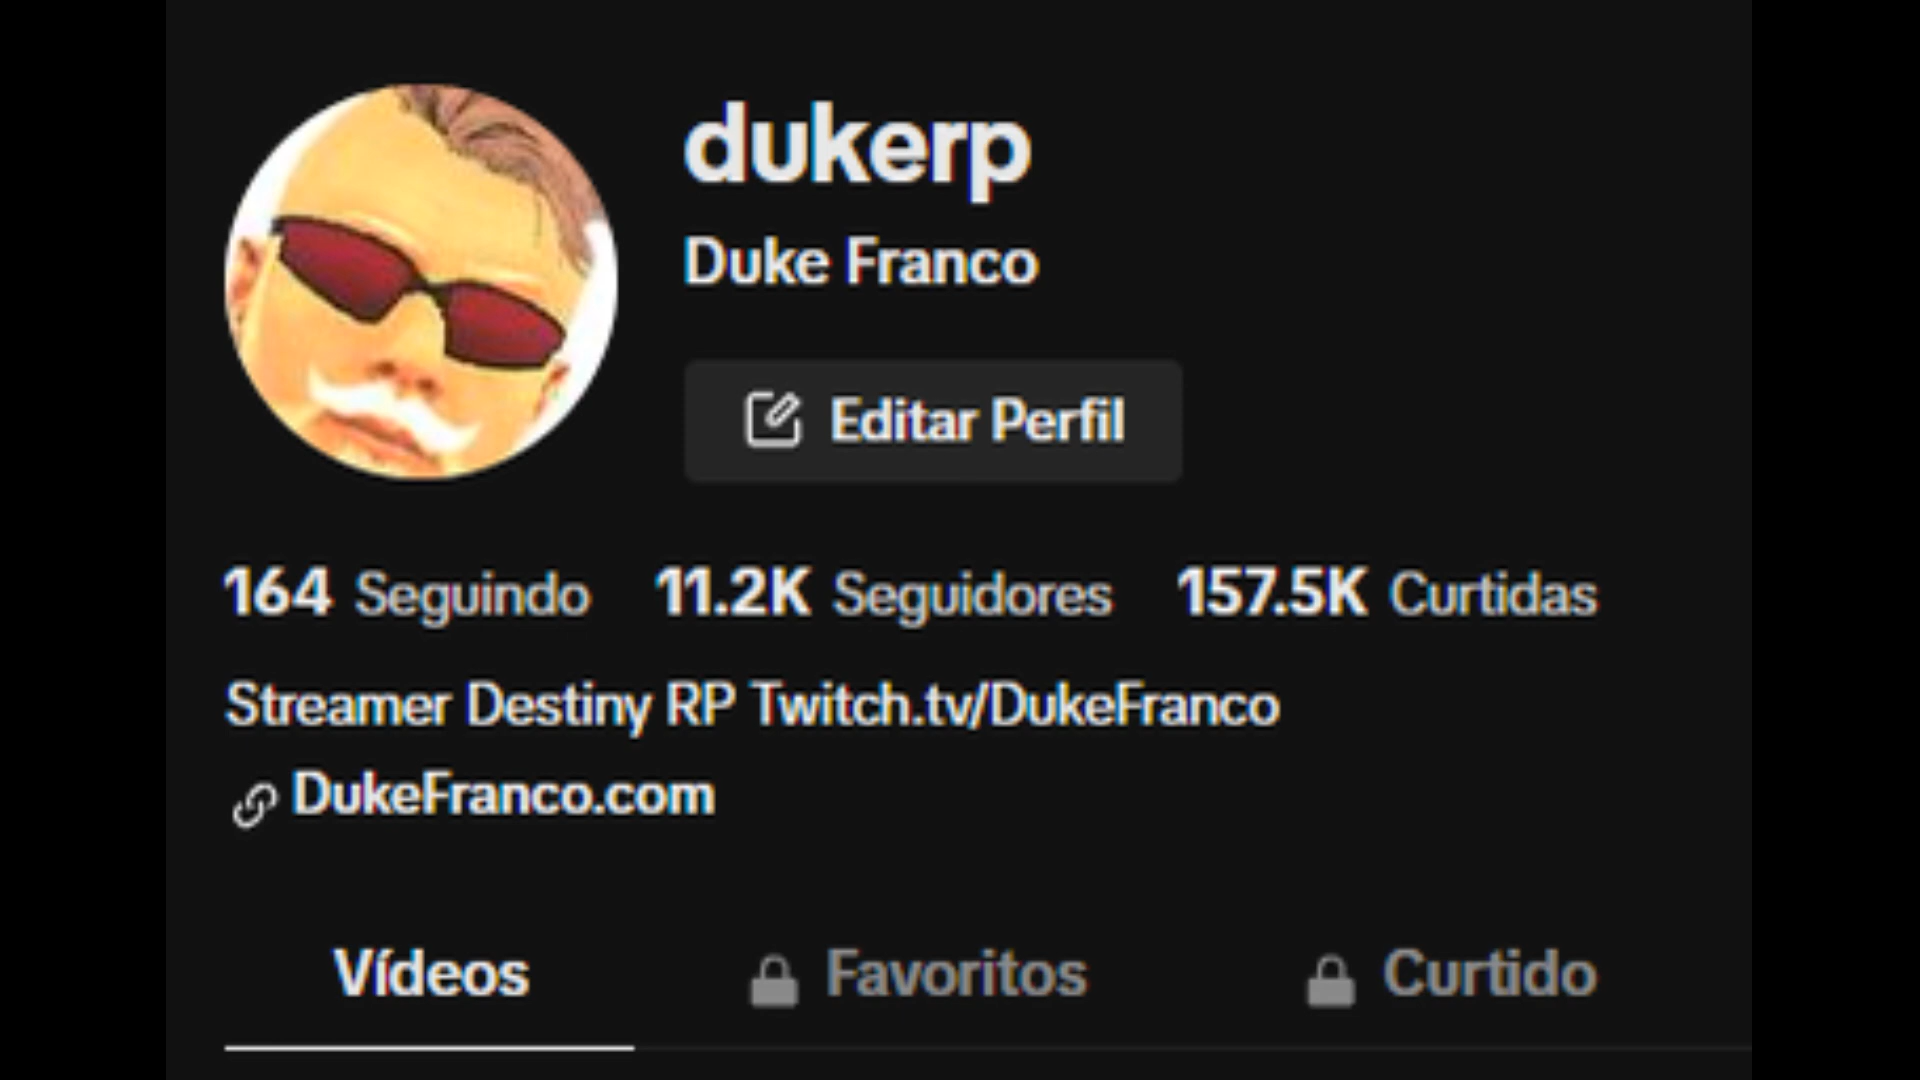 dukerp
Duke Franco
Editar Perfil
164 Seguindo 11.2K Seguidores 157.5K Curtidas
Streamer Destiny RP Twitch.tv/DukeFranco
DukeFranco.com
Vídeos Favoritos Curtido